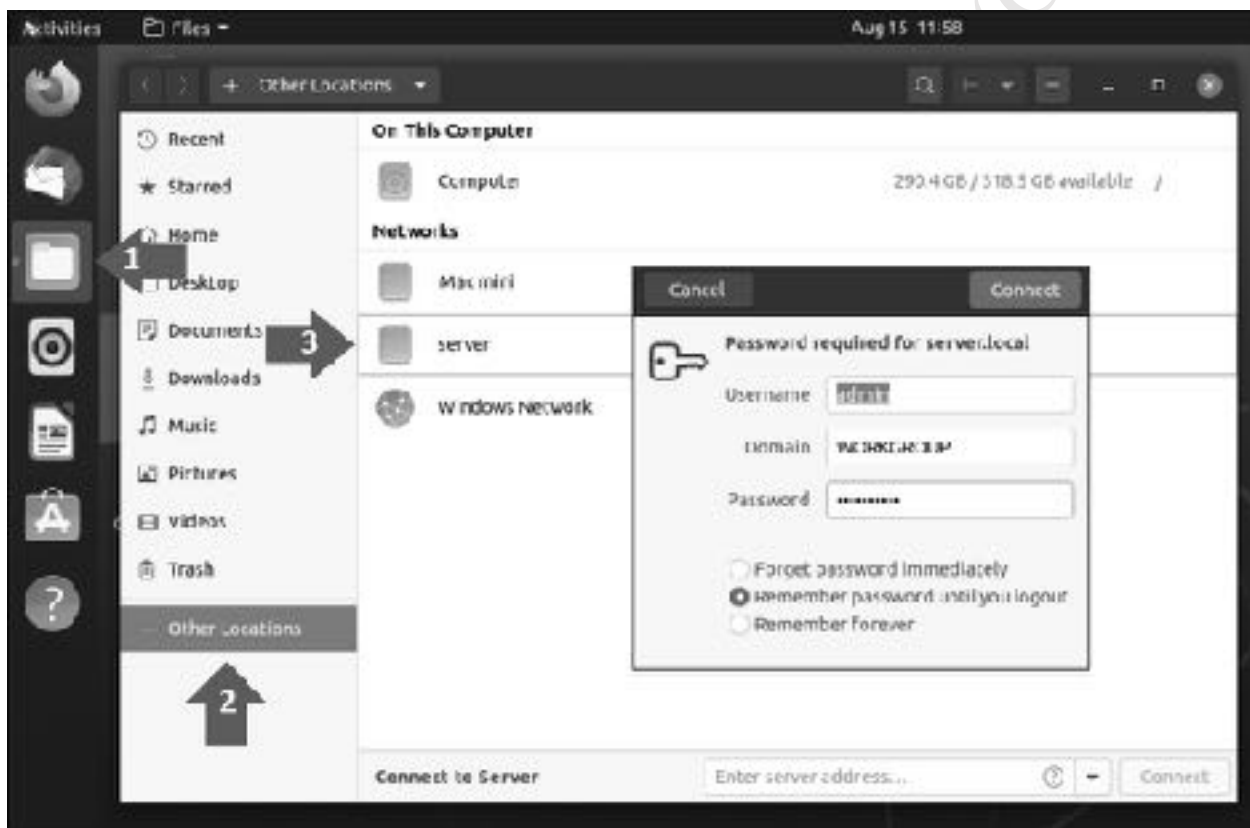 Activities Files Aug 15 11:58
Other Locations
Recent
Starred
Home
Desktop
Documents
Downloads
Music
Pictures
Videos
Trash
Other Locations
1
2
3
On This Computer
Computer /
Networks
Mac mini
server
Windows Network
Cancel Connect
Password required for server.local
Username admin
Domain WORKGROUP
Password ••••••••••
Forget password immediately
Remember password until you logout
Remember forever
Connect to Server Enter server address... Connect